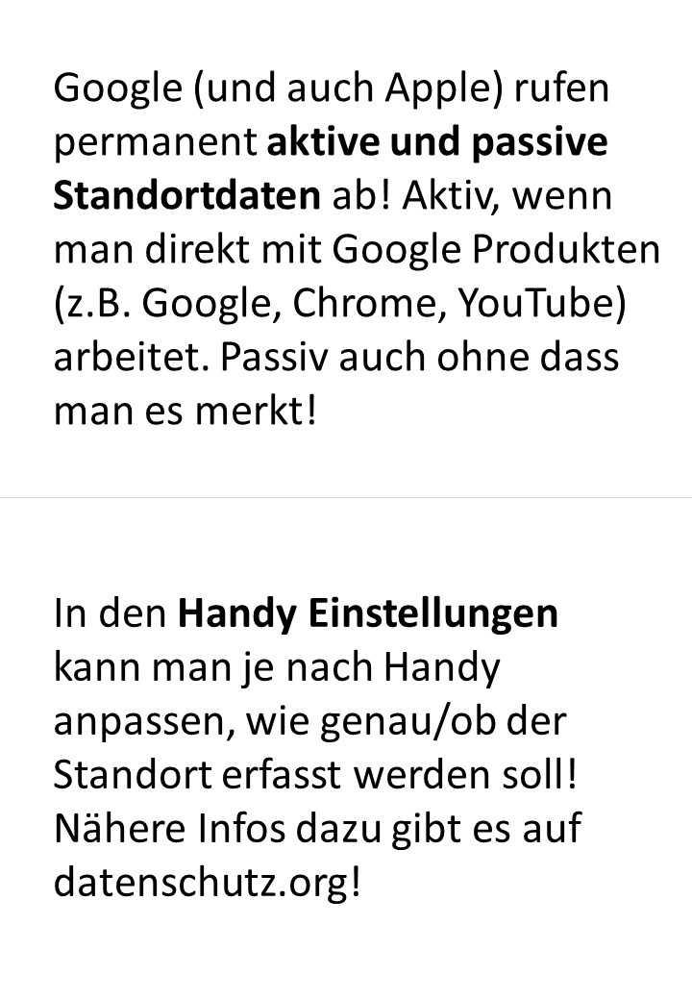 Google (und auch Apple) rufen
permanent aktive und passive
Standortdaten ab! Aktiv, wenn
man direkt mit Google Produkten
(z.B. Google, Chrome, YouTube)
arbeitet. Passiv auch ohne dass
man es merkt!
In den Handy Einstellungen
kann man je nach Handy
anpassen, wie genau/ob der
Standort erfasst werden soll!
Nähere Infos dazu gibt es auf
datenschutz.org!